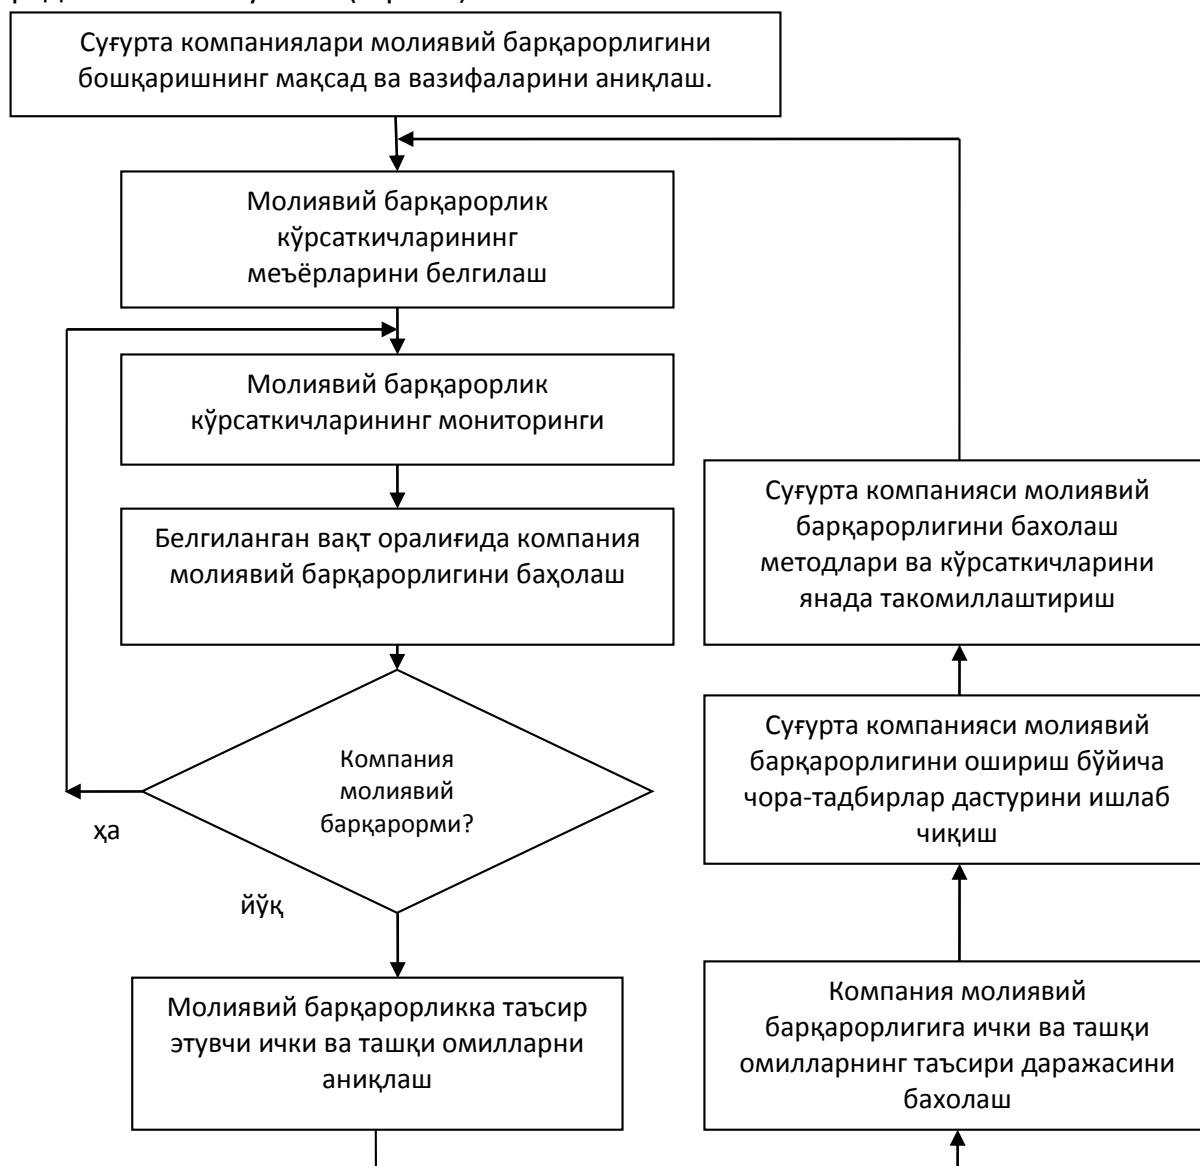 Суғурта компаниялари молиявий барқарорлигини
бошқаришнинг мақсад ва вазифаларини аниқлаш.
Молиявий барқарорлик
кўрсаткичларининг
меъёрларини белгилаш
Молиявий барқарорлик
кўрсаткичларининг мониторинги
Белгиланган вақт оралиғида компания
молиявий барқарорлигини баҳолаш
Компания
молиявий
барқарорми?
ҳа
йўқ
Молиявий барқарорликка таъсир
этувчи ички ва ташқи омилларни
аниқлаш
Суғурта компанияси молиявий
барқарорлигини бахолаш
методлари ва кўрсаткичларини
янада такомиллаштириш
Суғурта компанияси молиявий
барқарорлигини ошириш бўйича
чора-тадбирлар дастурини ишлаб
чиқиш
Компания молиявий
барқарорлигига ички ва ташқи
омилларнинг таъсири даражасини
бахолаш